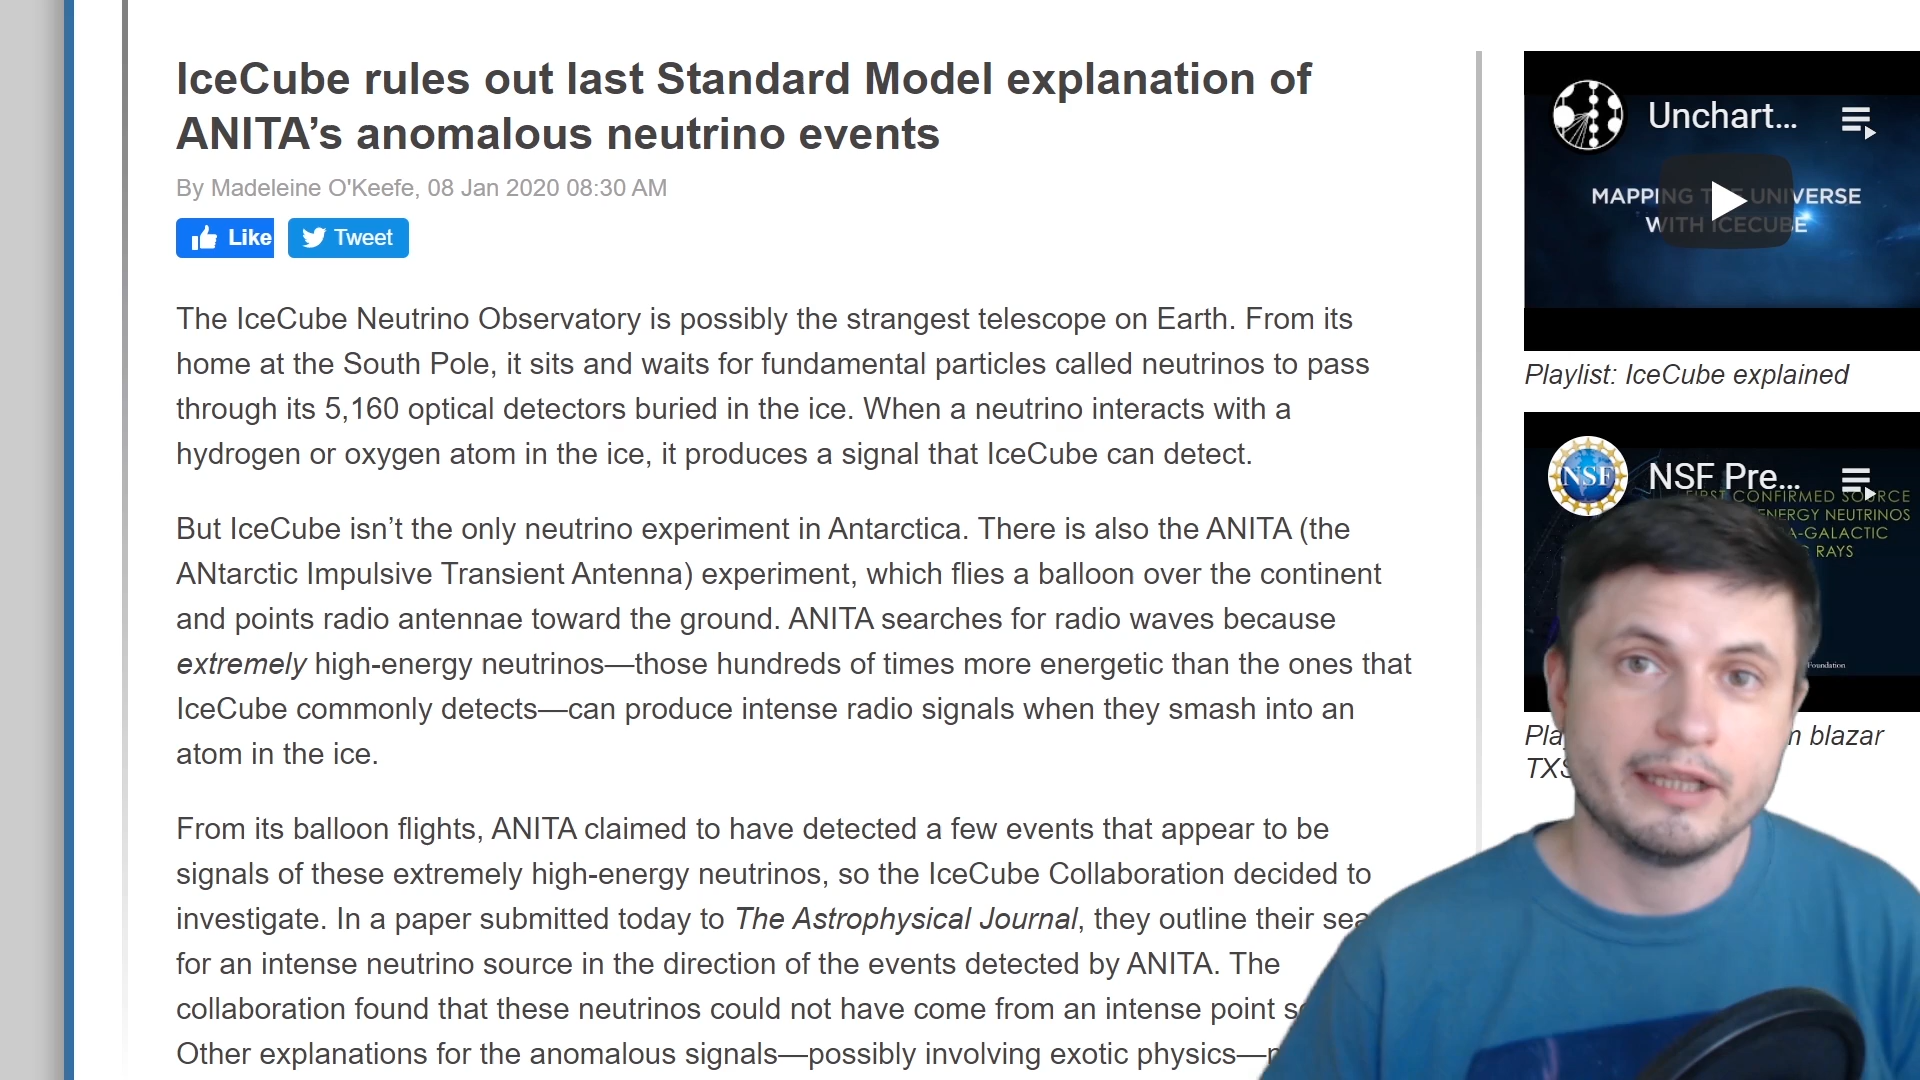 IceCube rules out last Standard Model explanation of
ANITA’s anomalous neutrino events
By Madeleine O'Keefe, 08 Jan 2020 08:30 AM
Like
Tweet
The IceCube Neutrino Observatory is possibly the strangest telescope on Earth. From its
home at the South Pole, it sits and waits for fundamental particles called neutrinos to pass
through its 5,160 optical detectors buried in the ice. When a neutrino interacts with a
hydrogen or oxygen atom in the ice, it produces a signal that IceCube can detect.
But IceCube isn’t the only neutrino experiment in Antarctica. There is also the ANITA (the
ANtarctic Impulsive Transient Antenna) experiment, which flies a balloon over the continent
and points radio antennae toward the ground. ANITA searches for radio waves because
extremely high-energy neutrinos—those hundreds of times more energetic than the ones that
IceCube commonly detects—can produce intense radio signals when they smash into an
atom in the ice.
From its balloon flights, ANITA claimed to have detected a few events that appear to be
signals of these extremely high-energy neutrinos, so the IceCube Collaboration decided to
investigate. In a paper submitted today to The Astrophysical Journal, they outline their
for an intense neutrino source in the direction of the events detected by ANITA. The
collaboration found that these neutrinos could not have come from an intense point
Other explanations for the anomalous signals—possibly involving exotic physics—
Unchart...
MAPPING THE UNIVERSE
WITH ICECUBE
Playlist: IceCube explained
NSF
NSF Pre...
FIRST CONFIRMED SOURCE
ENERGY NEUTRINOS
A-GALACTIC
RAYS
Foundation
blazar